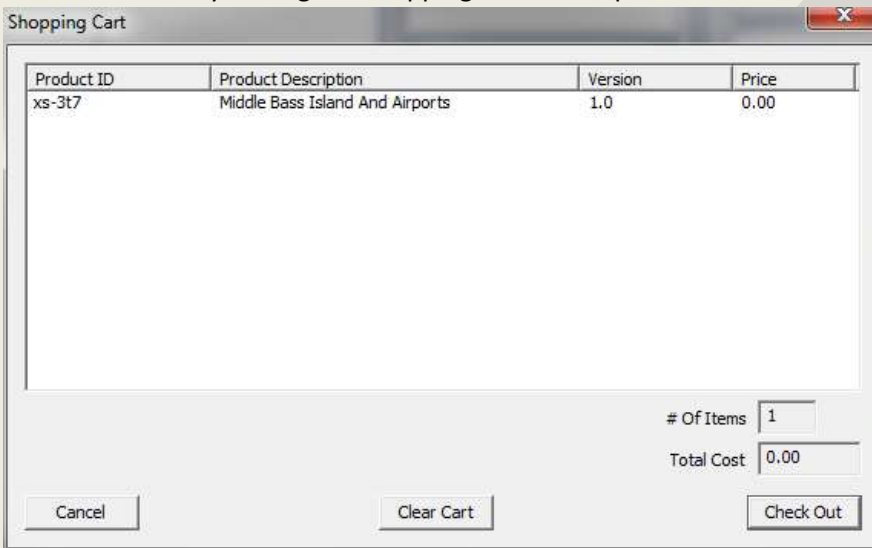 Shopping Cart
Product ID Product Description Version Price
xs-3t7 Middle Bass Island And Airports 1.0 0.00
# Of Items 1
Total Cost 0.00
Cancel Clear Cart Check Out